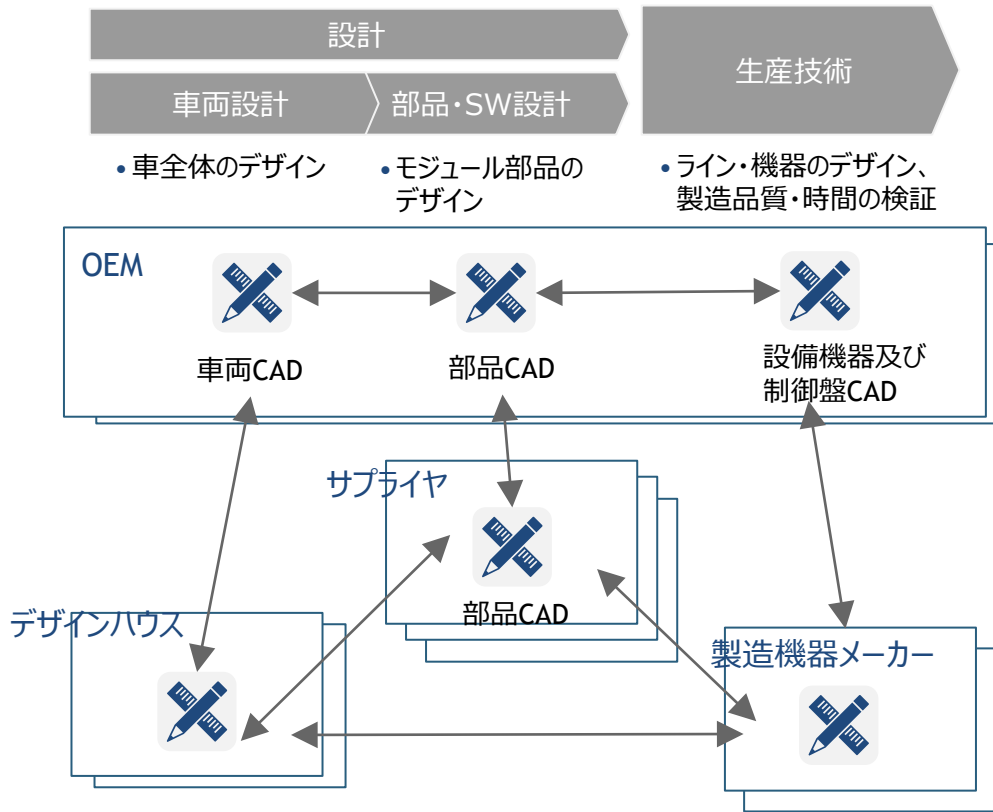 設計
生産技術
車両設計
部品・SW設計
• 車全体のデザイン
• モジュール部品の
デザイン
• ライン・機器のデザイン、
製造品質・時間の検証
OEM
車両CAD
部品CAD
設備機器及び
制御盤CAD
サプライヤ
部品CAD
デザインハウス
製造機器メーカー